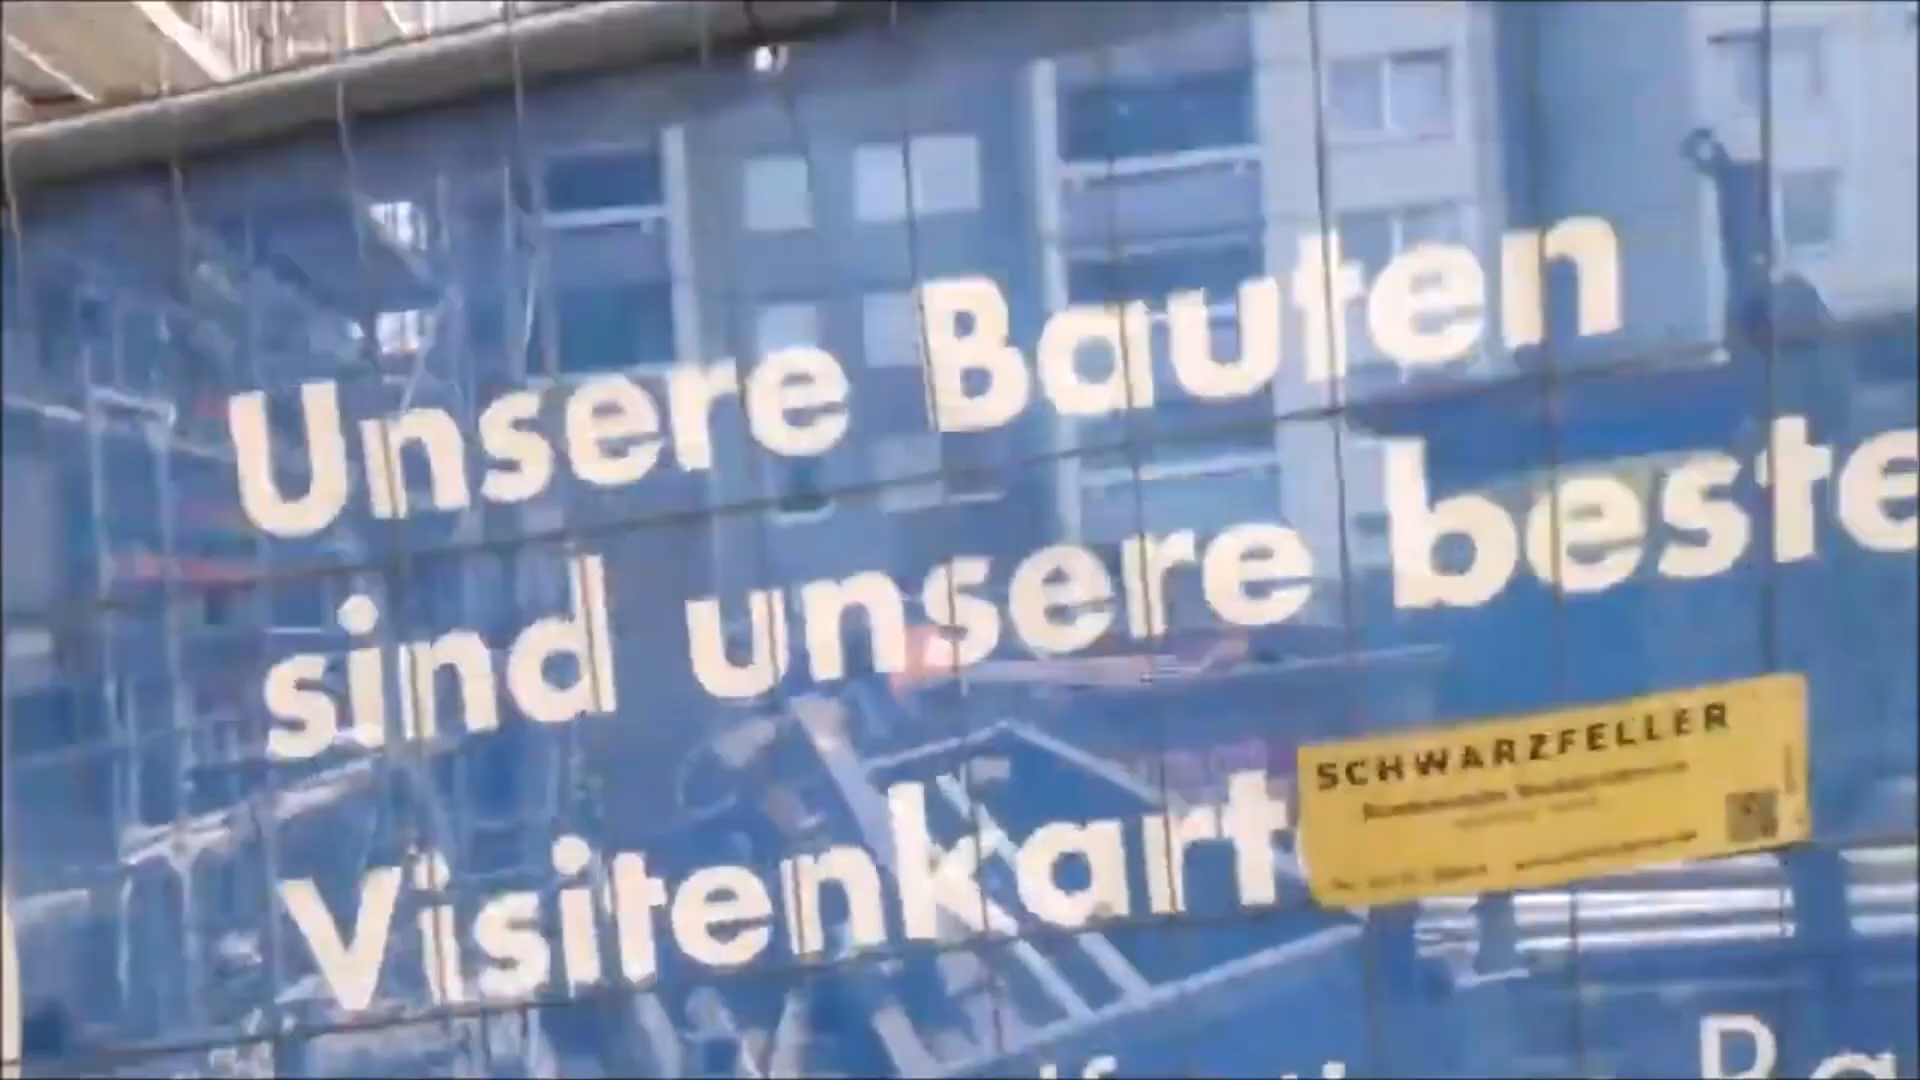 Unsere Bauten
sind unsere beste
Visitenkart
SCHWARZFELLER